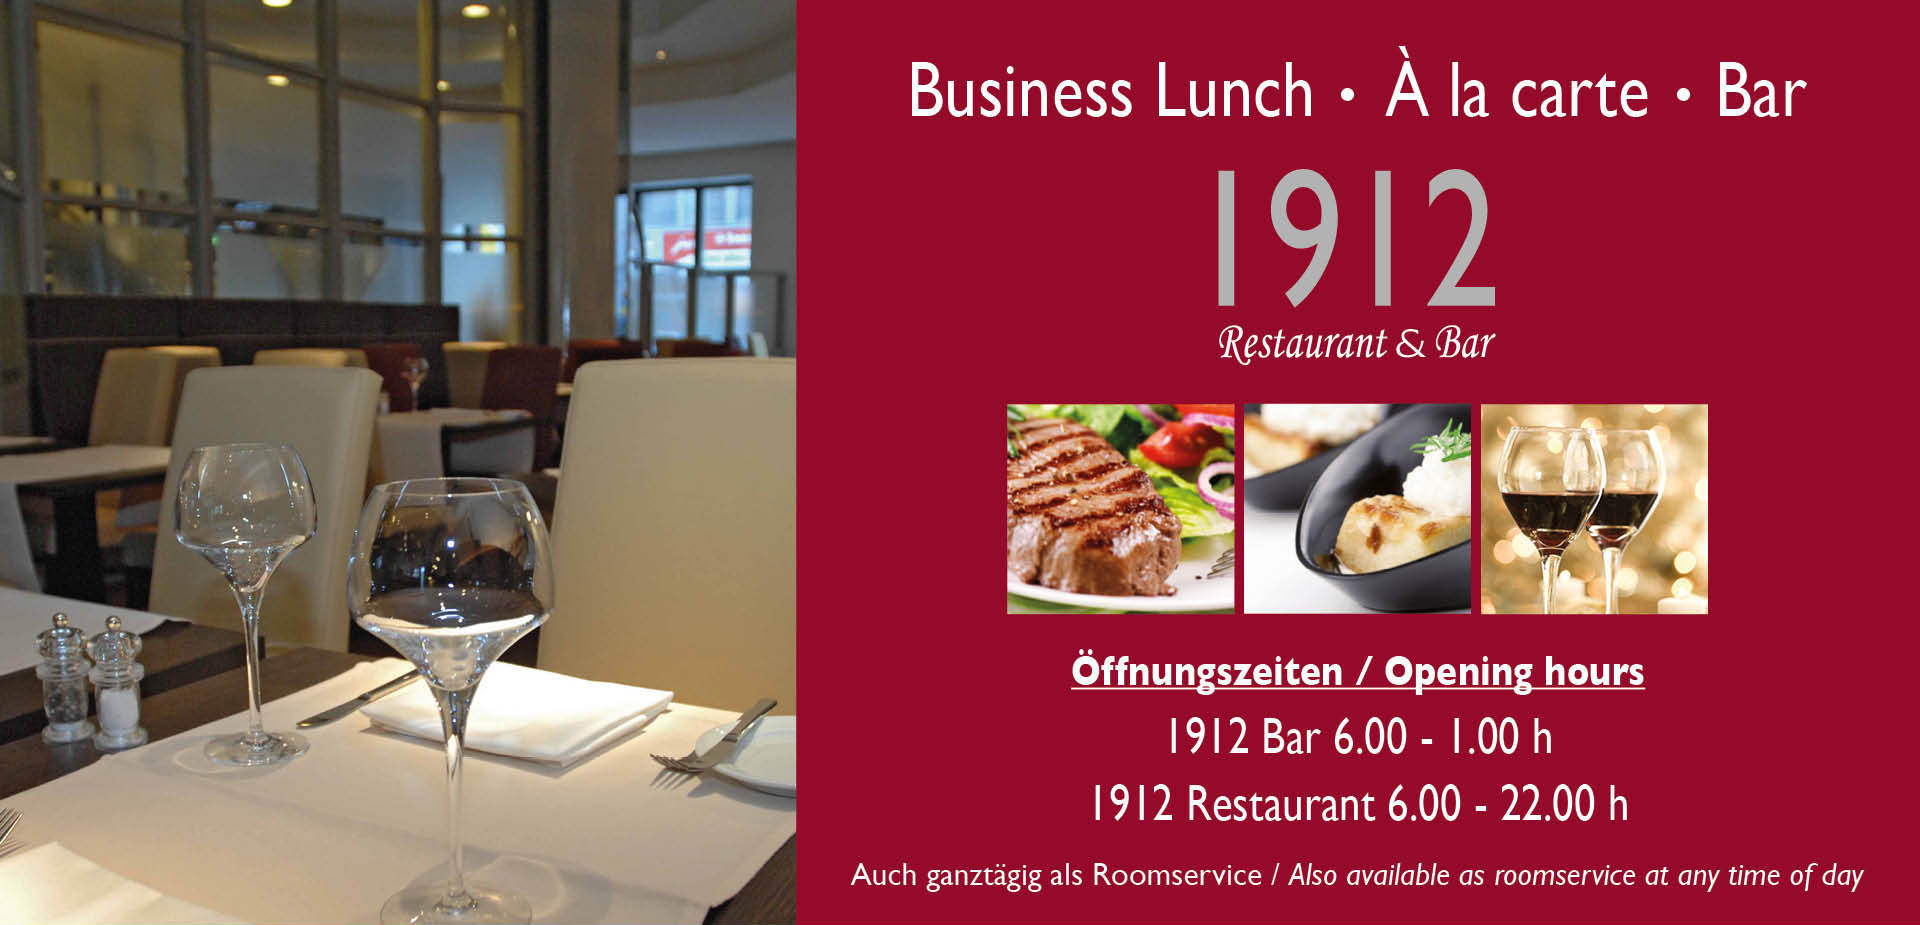 Business Lunch • À la carte • Bar
1912
Restaurant & Bar
Öffnungszeiten / Opening hours
1912 Bar 6.00 - 1.00 h
1912 Restaurant 6.00 - 22.00 h
Auch ganztägig als Roomservice / Also available as roomservice at any time of day